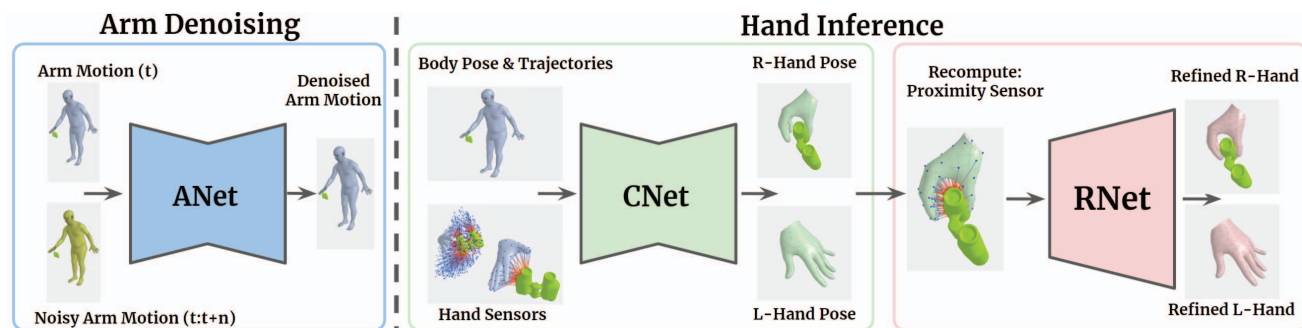 Arm Denoising
Hand Inference
Arm Motion (t)
Denoised
Arm Motion
ANet
Noisy Arm Motion (t:t+n)
Body Pose & Trajectories
Hand Sensors
CNet
R-Hand Pose
L-Hand Pose
Recompute:
Proximity Sensor
RNet
Refined R-Hand
Refined L-Hand